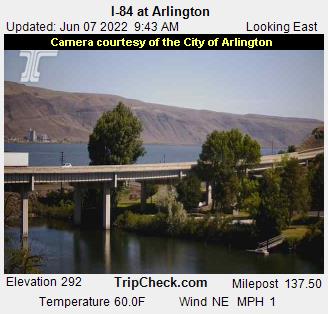 I-84 at Arlington
Updated: Jun 07 2022 9:43 AM Looking East
Camera courtesy of the City of Arlington
Elevation 292 TripCheck.com Milepost 137.50
Temperature 60.0F Wind NE MPH 1